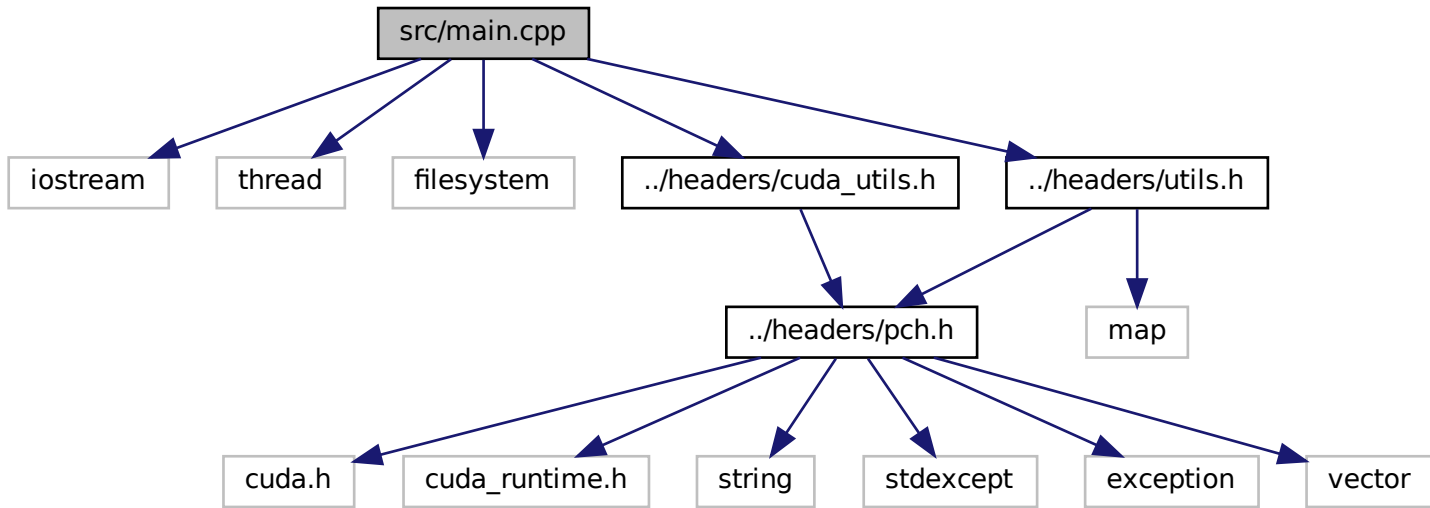 src/main.cpp
iostream
thread
filesystem
../headers/cuda_utils.h
../headers/utils.h
../headers/pch.h
map
cuda.h
cuda_runtime.h
string
stdexcept
exception
vector